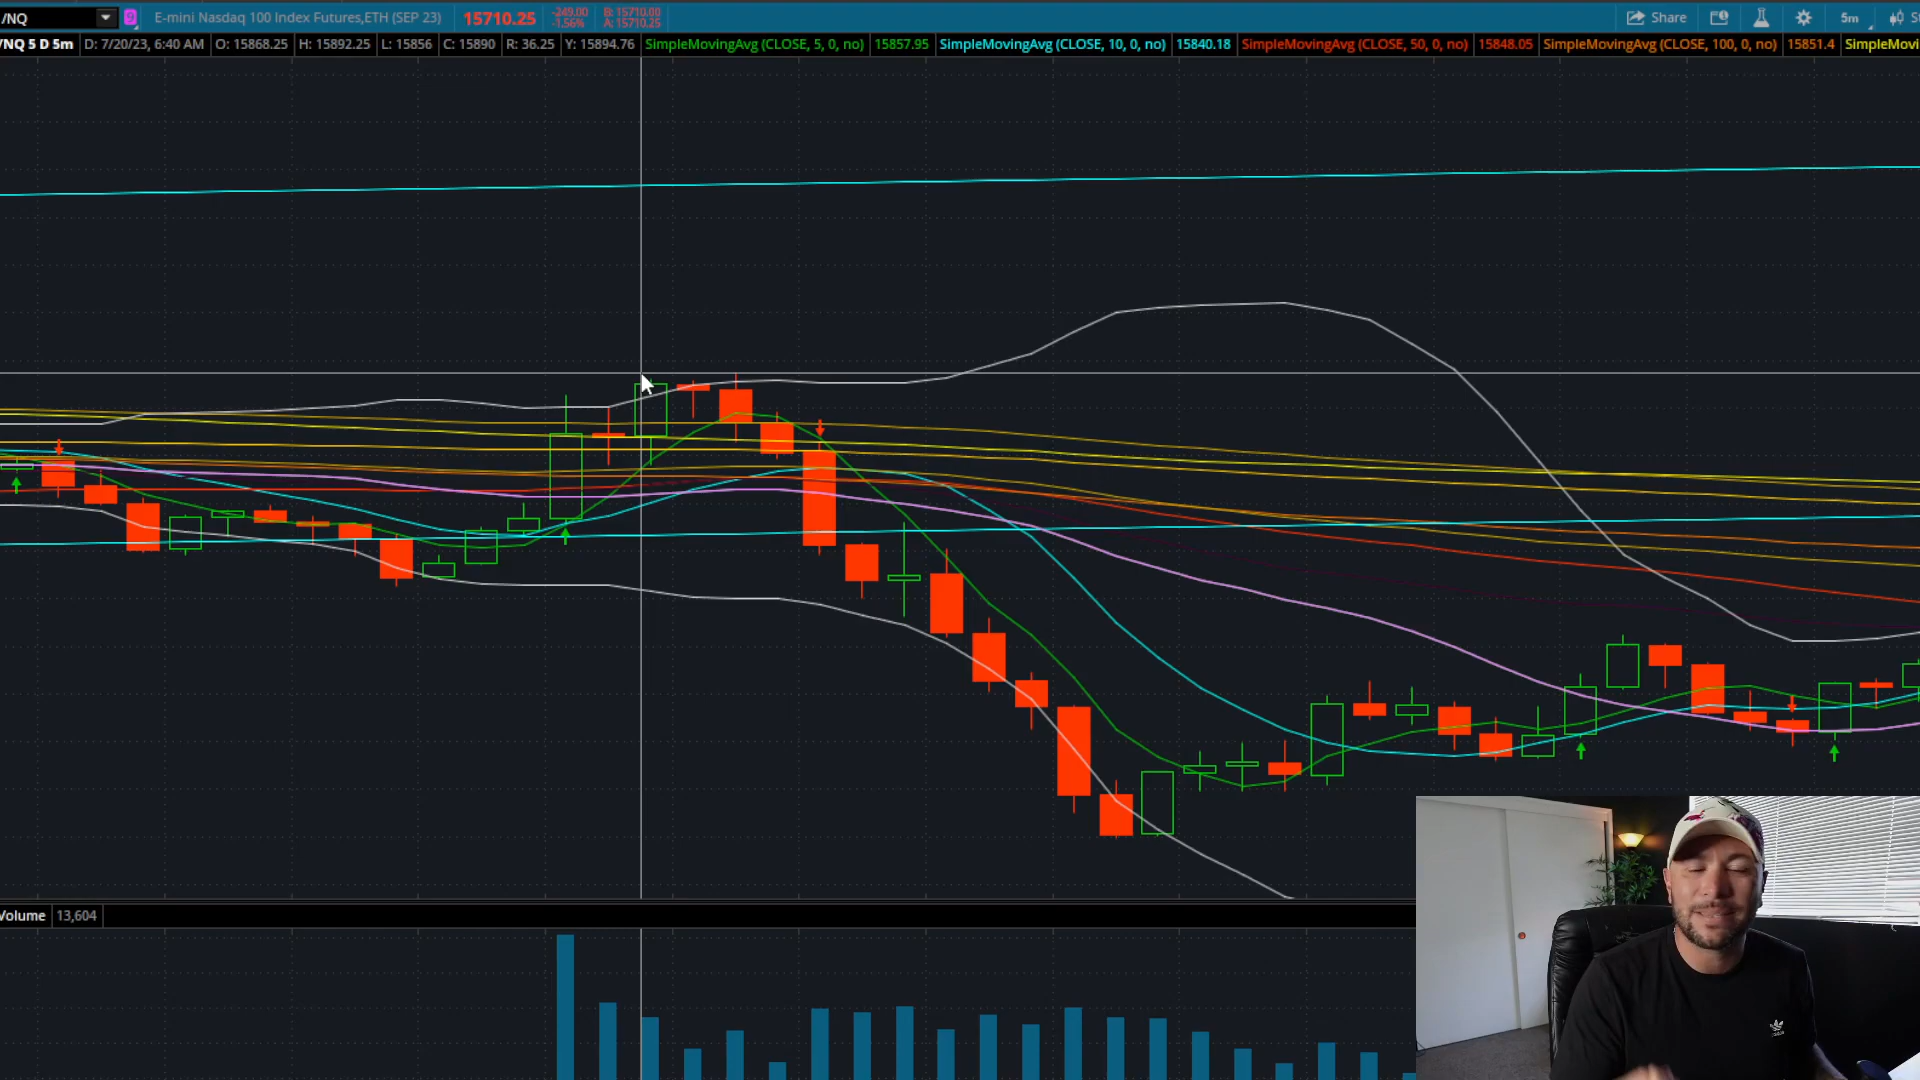 /NQ 9 E-mini Nasdaq 100 Index Futures,ETH (SEP 23) 15710.25 -249.00 -1.56% B: 15710.00 A: 15710.25 Share 5m St
/NQ 5 D 5m D: 7/20/23, 6:40 AM O: 15868.25 H: 15892.25 L: 15856 C: 15890 R: 36.25 Y: 15894.76 SimpleMovingAvg (CLOSE, 5, 0, no) 15857.95 SimpleMovingAvg (CLOSE, 10, 0, no) 15840.18 SimpleMovingAvg (CLOSE, 50, 0, no) 15848.05 SimpleMovingAvg (CLOSE, 100, 0, no) 15851.4 SimpleMovi
Volume 13,604